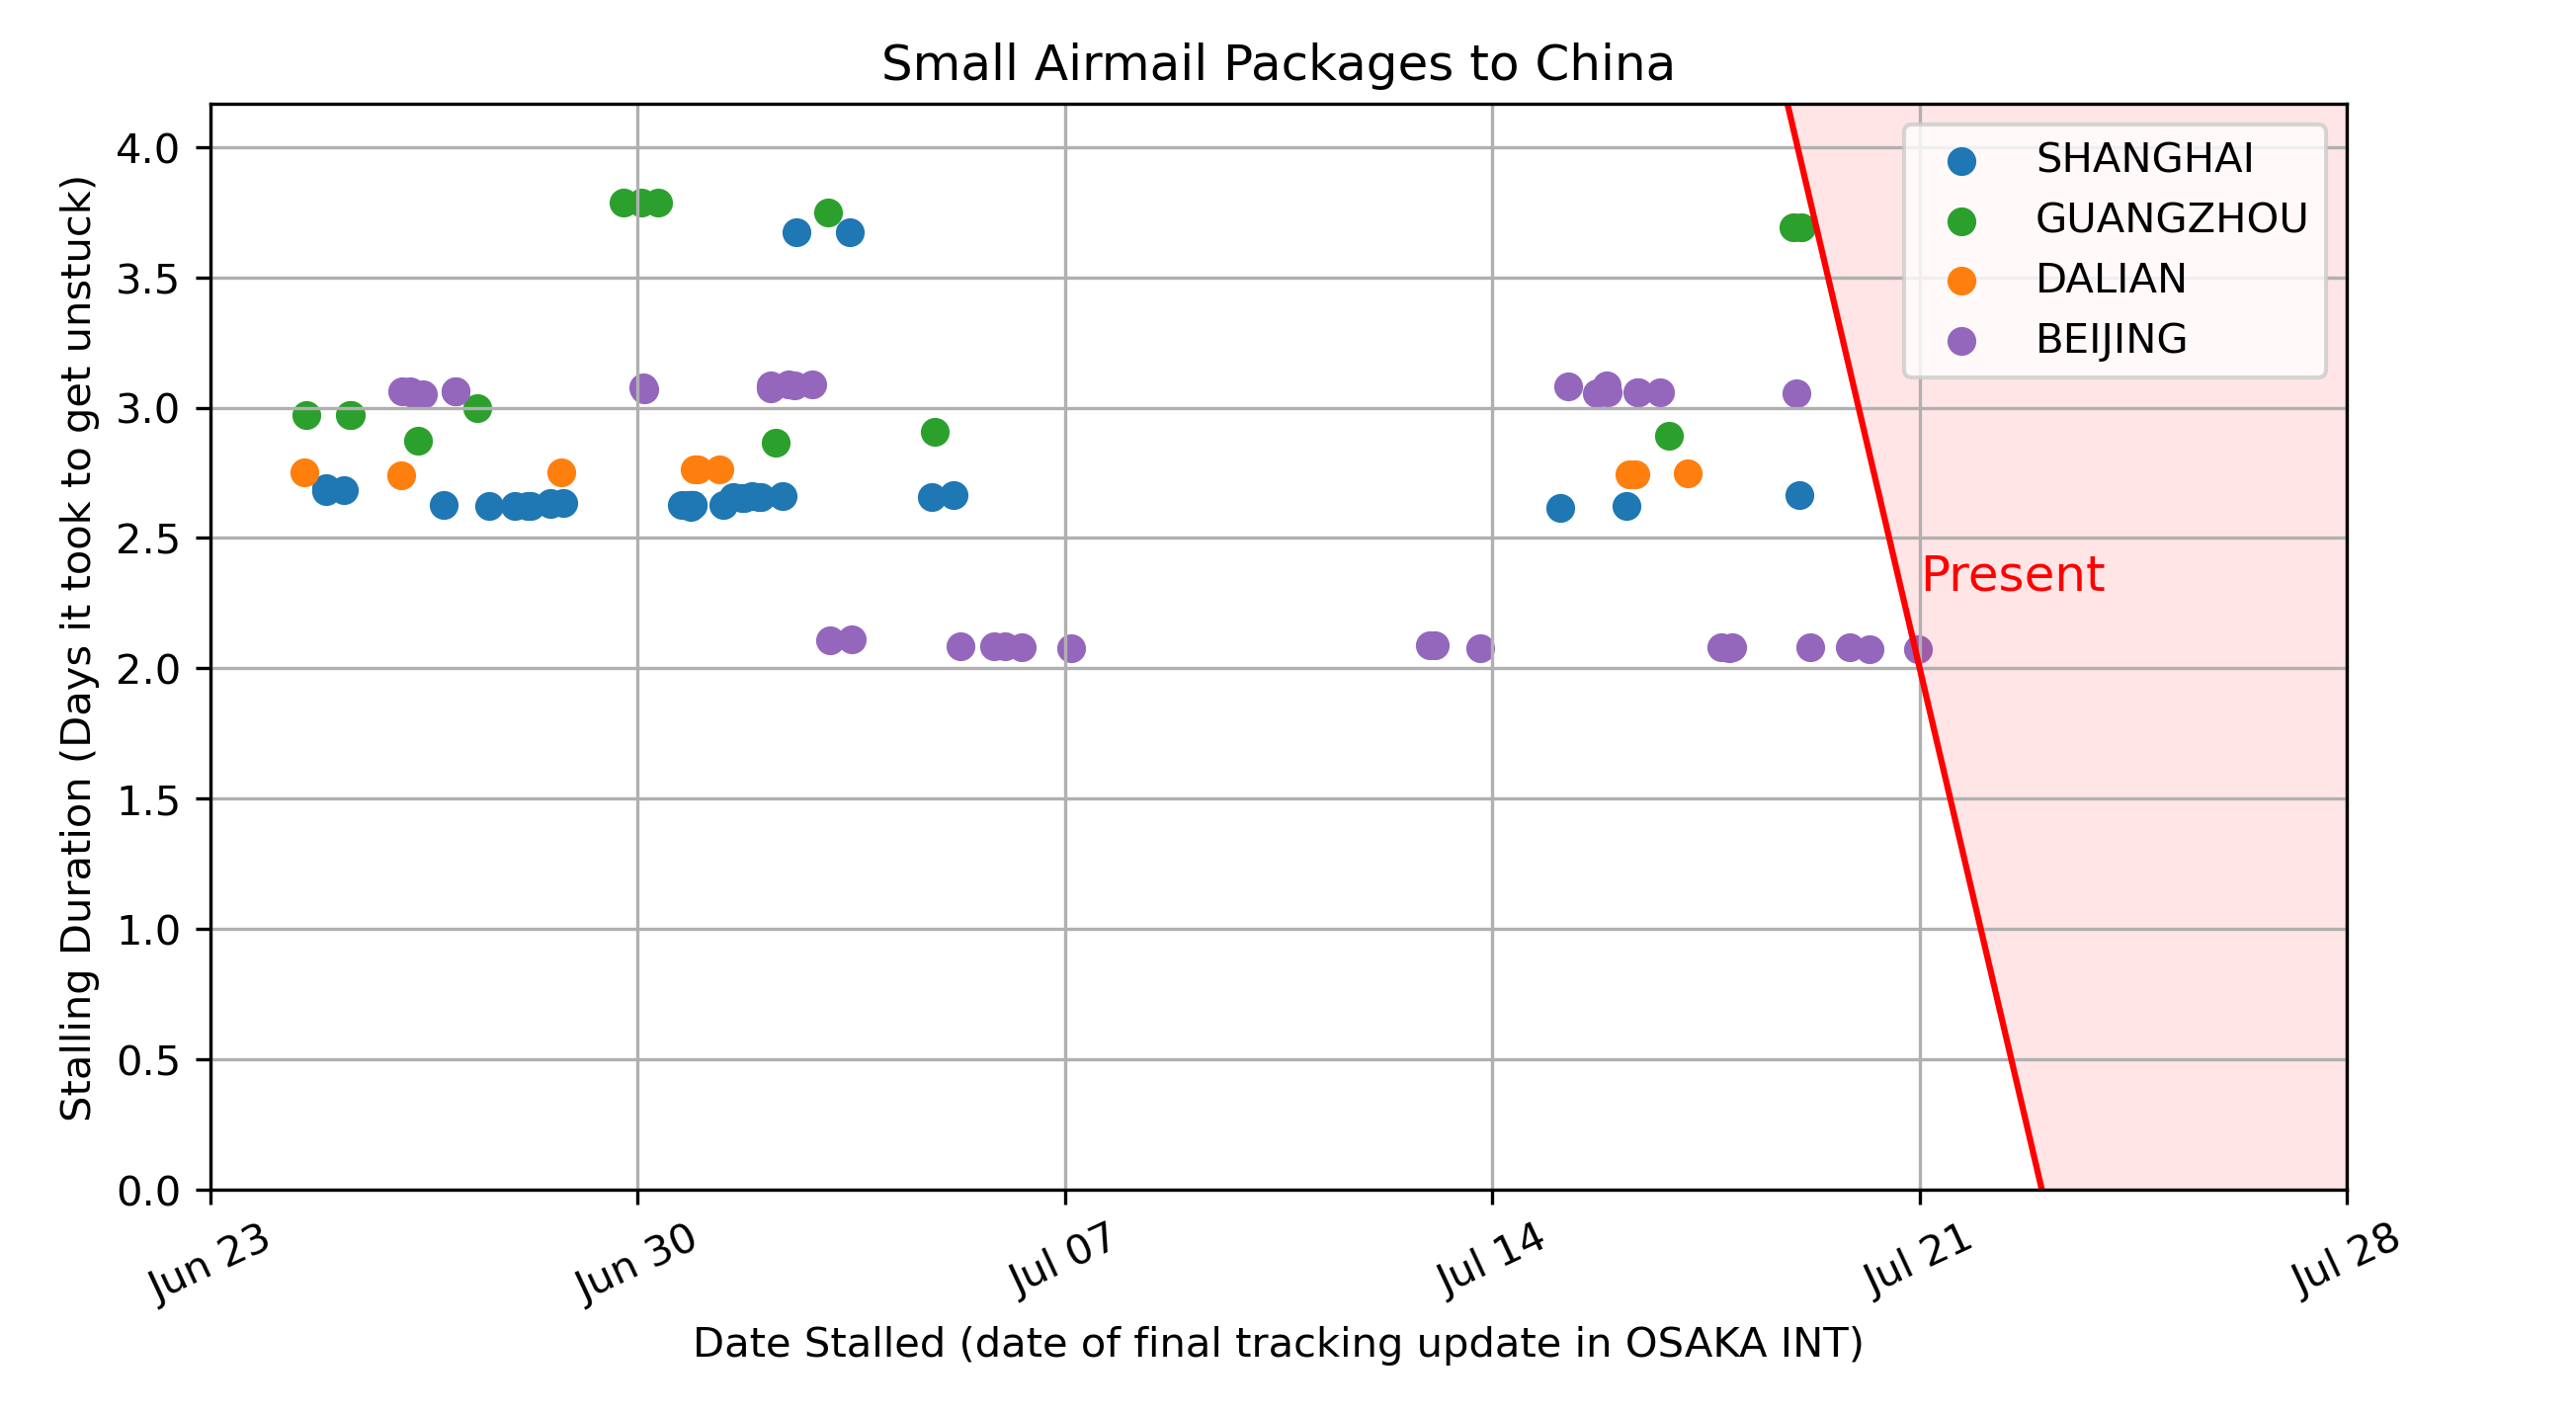 Small Airmail Packages to China
Stalling Duration (Days it took to get unstuck)
4.0
3.5
3.0
2.5
2.0
1.5
1.0
0.5
0.0
SHANGHAI
GUANGZHOU
DALIAN
BEIJING
Present
Jun 23
Jun 30
Jul 07
Jul 14
Jul 21
Jul 28
Date Stalled (date of final tracking update in OSAKA INT)